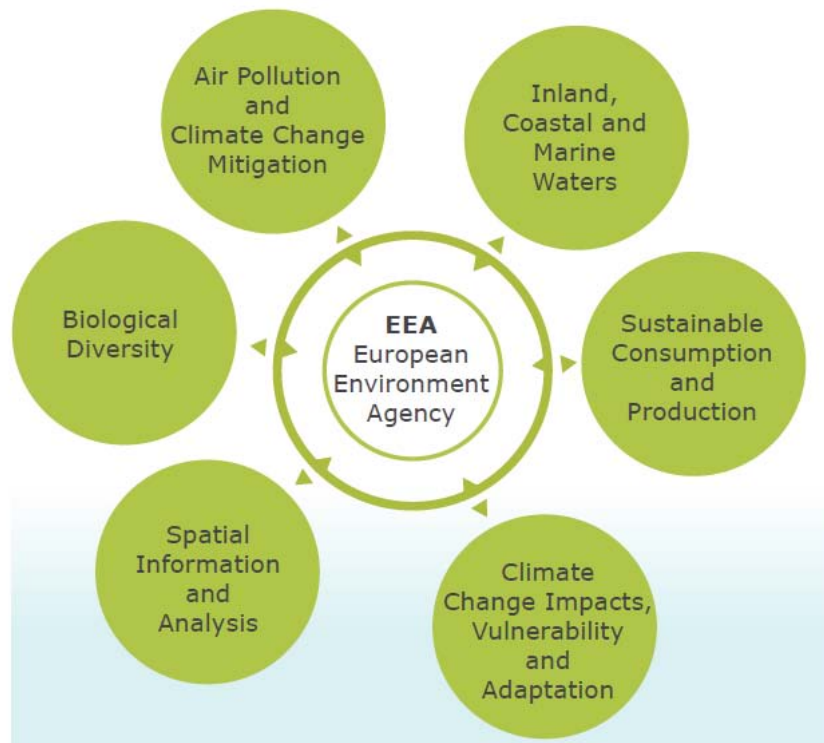 Air Pollution
and
Climate Change
Mitigation
Inland,
Coastal and
Marine
Waters
Biological
Diversity
EEA
European
Environment
Agency
Sustainable
Consumption
and
Production
Spatial
Information
and
Analysis
Climate
Change Impacts,
Vulnerability
and
Adaptation